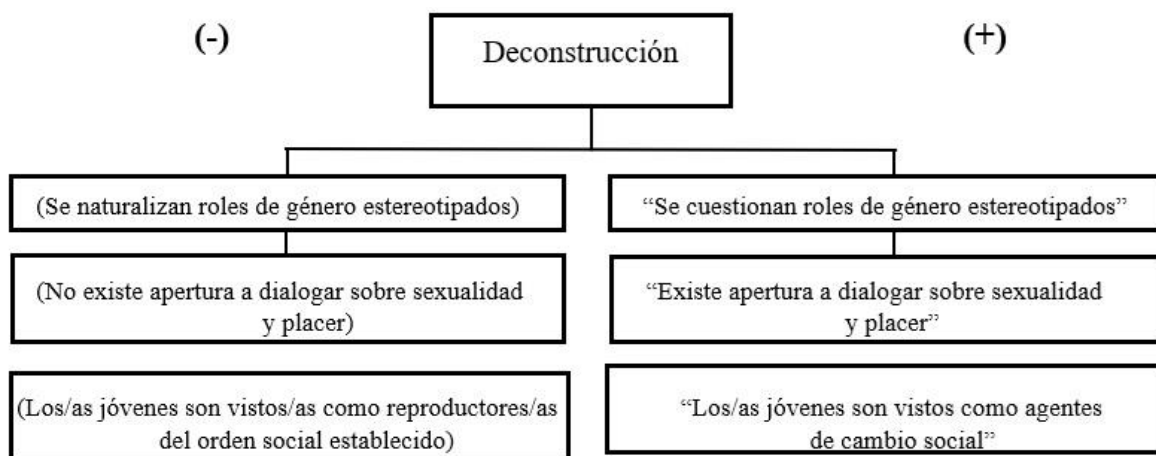 (-)
Deconstrucción
(+)
(Se naturalizan roles de género estereotipados)
“Se cuestionan roles de género estereotipados”
(No existe apertura a dialogar sobre sexualidad
y placer)
“Existe apertura a dialogar sobre sexualidad
y placer”
(Los/as jóvenes son vistos/as como reproductores/as
del orden social establecido)
“Los/as jóvenes son vistos como agentes
de cambio social”